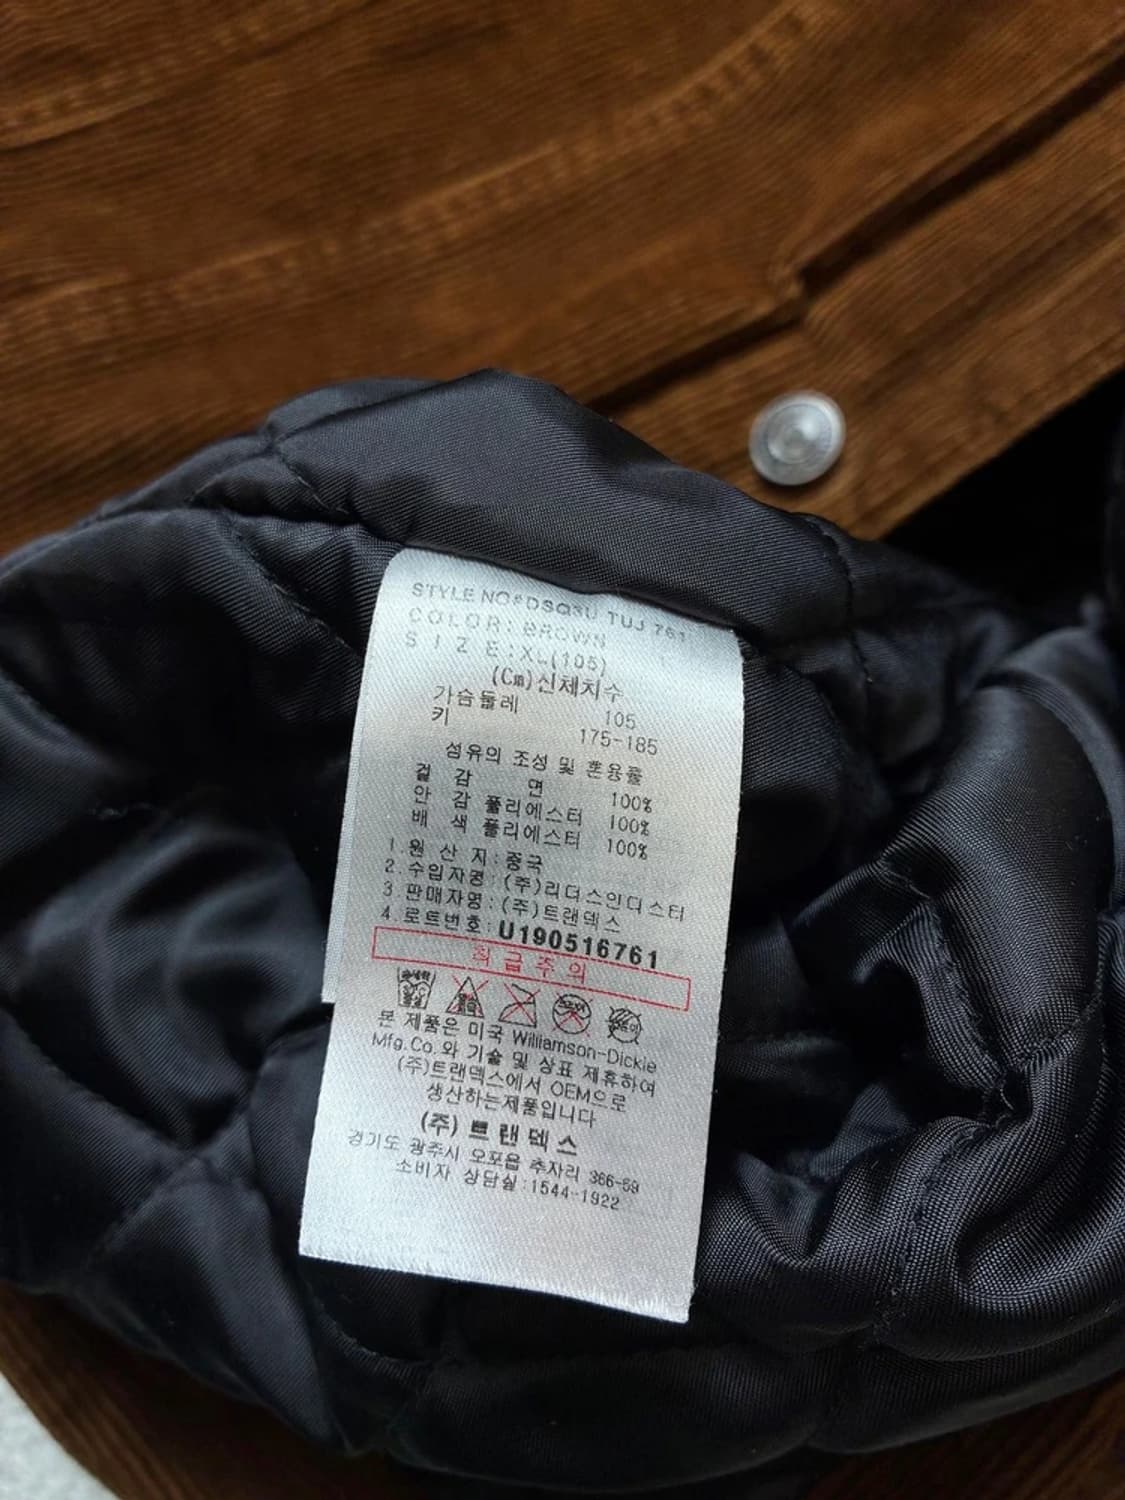 STYLE NO#DSQ3U TUJ 761
COLOR:BROWN
SIZE:XL(105)
(Cm)신체치수
가슴둘레 105
키 175-185
섬유의 조성 및 혼용률
겉 감 면 100%
안 감 폴리에스터 100%
배 색 폴리에스터 100%
1.원 산 지:중국
2.수입자명:(주)리더스인더스터
3 판매자명:(주)트랜덱스
4.로트번호:U190516761
취급주의
본 제품은 미국 Williamson-Dickie
Mfg.Co.와 기술 및 상표 제휴하여
(주)트랜덱스에서 OEM으로
생산하는제품입니다
(주)트랜덱스
경기도 광주시 오포읍 추자리 366-69
소비자 상담실:1544-1922